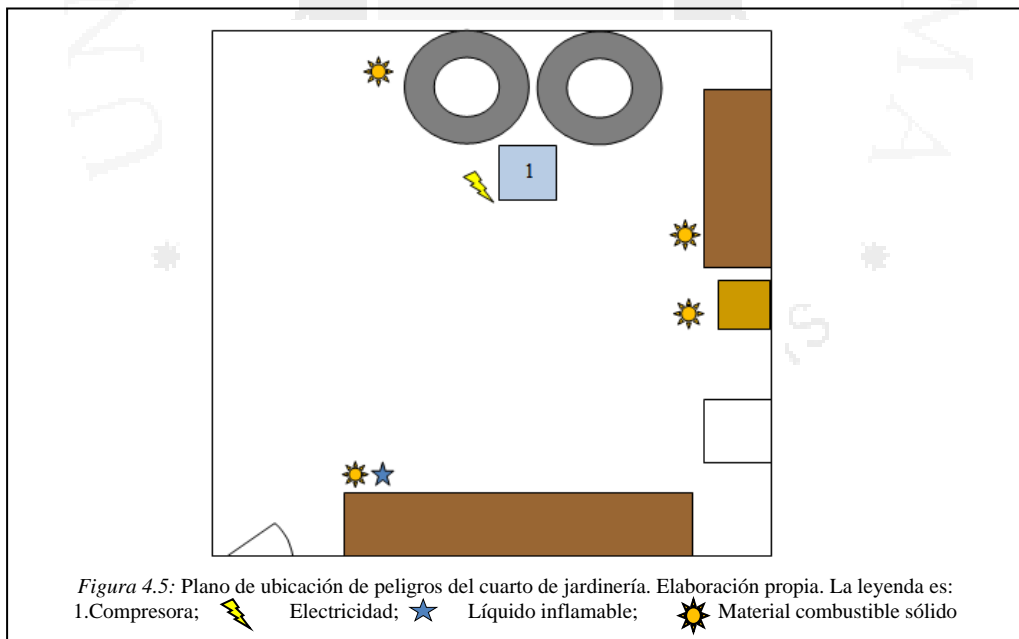 1
Figura 4.5: Plano de ubicación de peligros del cuarto de jardinería. Elaboración propia. La leyenda es:
1.Compresora; Electricidad; Líquido inflamable; Material combustible sólido